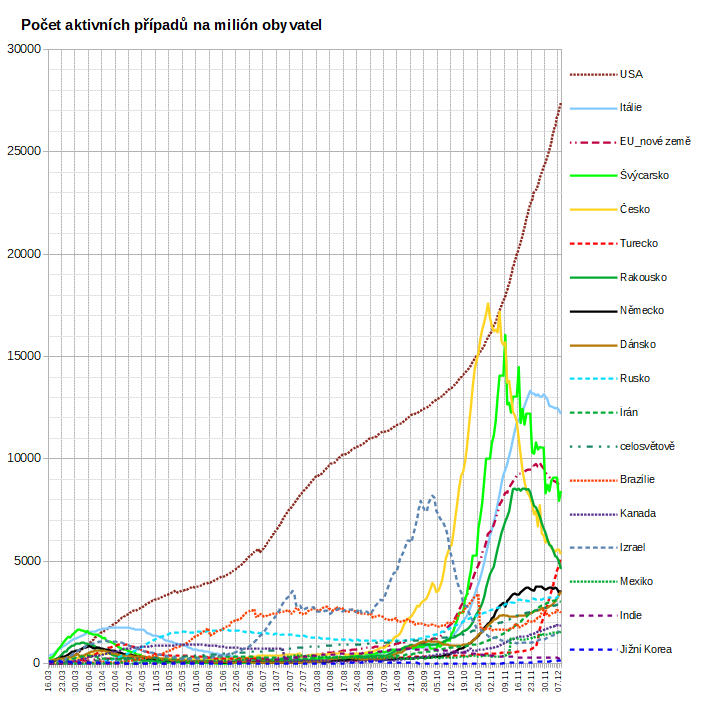 Počet aktivních případů na milión obyvatel
30000
25000
20000
15000
10000
5000
0
16.03
23.03
30.03
06.04
13.04
20.04
27.04
04.05
11.05
18.05
25.05
01.06
08.06
15.06
22.06
29.06
06.07
13.07
20.07
27.07
03.08
10.08
17.08
24.08
31.08
07.09
14.09
21.09
28.09
05.10
12.10
19.10
26.10
02.11
09.11
16.11
23.11
30.11
07.12
USA
Itálie
EU_nové země
Švýcarsko
Česko
Turecko
Rakousko
Německo
Dánsko
Rusko
Írán
celosvětově
Brazílie
Kanada
Izrael
Mexiko
Indie
Jižní Korea